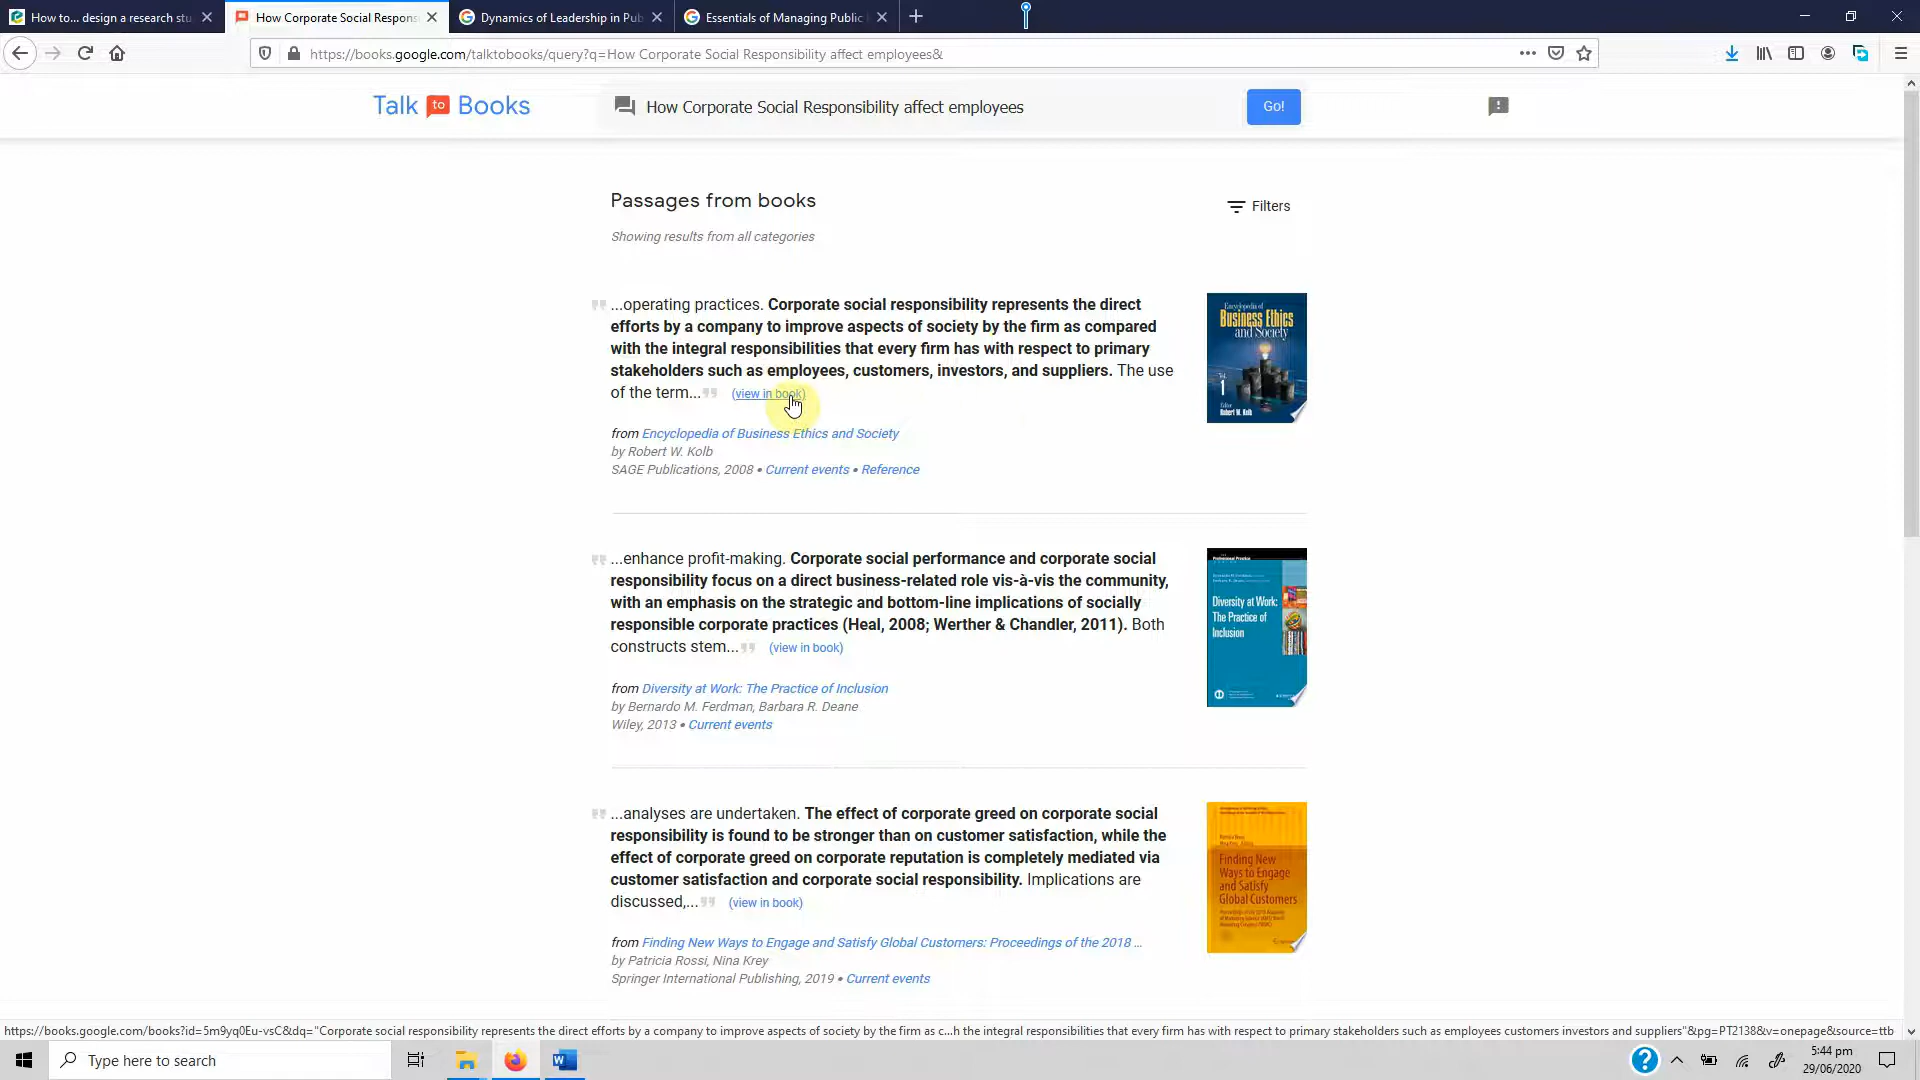 How to... design a research stu
How Corporate Social Respons
Dynamics of Leadership in Pub
Essentials of Managing Public
https://books.google.com/talktobooks/query?q=How Corporate Social Responsibility affect employees&
Talk to Books
How Corporate Social Responsibility affect employees
Go!
Passages from books
Filters
Showing results from all categories
...operating practices. Corporate social responsibility represents the direct
efforts by a company to improve aspects of society by the firm as compared
with the integral responsibilities that every firm has with respect to primary
stakeholders such as employees, customers, investors, and suppliers. The use
of the term... (view in book)
from Encyclopedia of Business Ethics and Society
by Robert W. Kolb
SAGE Publications, 2008 • Current events • Reference
Encyclopedia of
Business Ethics
and Society
Vol.
1
Editor
Robert W. Kolb
...enhance profit-making. Corporate social performance and corporate social
responsibility focus on a direct business-related role vis-à-vis the community,
with an emphasis on the strategic and bottom-line implications of socially
responsible corporate practices (Heal, 2008; Werther & Chandler, 2011). Both
constructs stem... (view in book)
from Diversity at Work: The Practice of Inclusion
by Bernardo M. Ferdman, Barbara R. Deane
Wiley, 2013 • Current events
Diversity at Work:
The Practice of
Inclusion
...analyses are undertaken. The effect of corporate greed on corporate social
responsibility is found to be stronger than on customer satisfaction, while the
effect of corporate greed on corporate reputation is completely mediated via
customer satisfaction and corporate social responsibility. Implications are
discussed,... (view in book)
from Finding New Ways to Engage and Satisfy Global Customers: Proceedings of the 2018 ...
by Patricia Rossi, Nina Krey
Springer International Publishing, 2019 • Current events
Finding New
Ways to Engage
and Satisfy
Global Customers
https://books.google.com/books?id=5m9yq0Eu-vsC&dq="Corporate social responsibility represents the direct efforts by a company to improve aspects of society by the firm as c...h the integral responsibilities that every firm has with respect to primary stakeholders such as employees customers investors and suppliers"&pg=PT2138&v=onepage&source=ttb
Type here to search
5:44 pm
29/06/2020